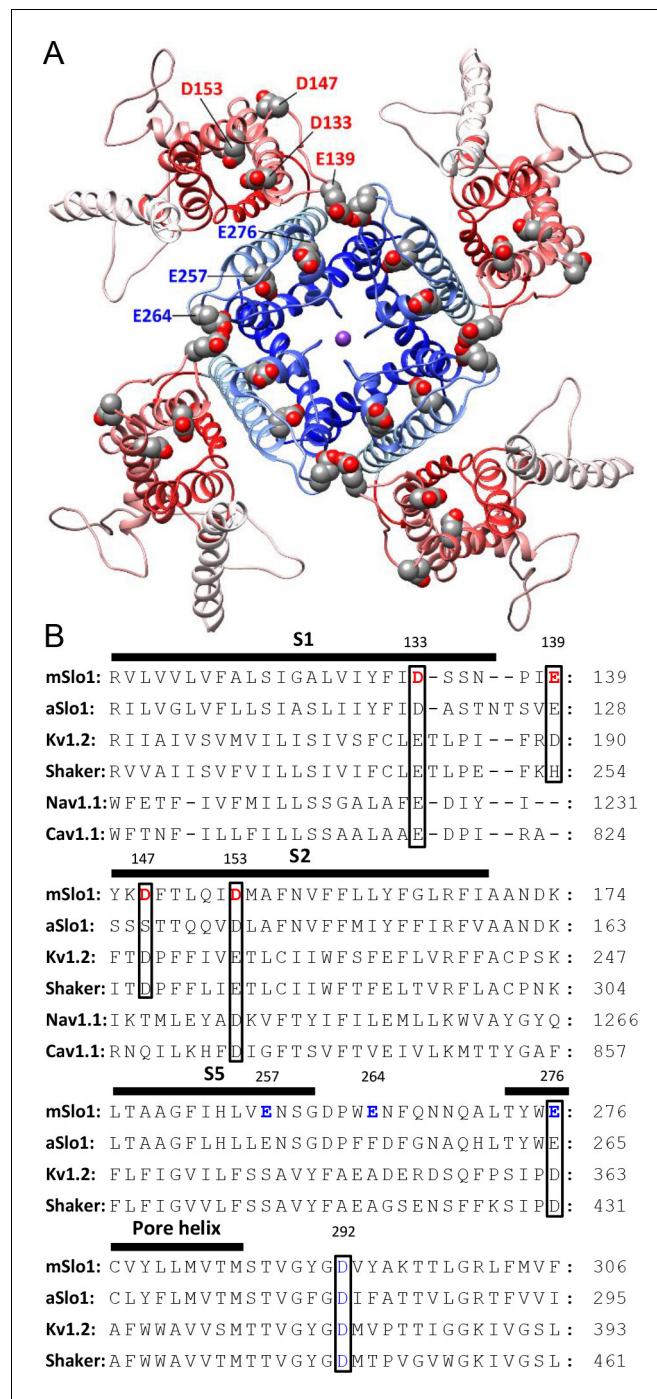 A
D153
D147
D133
E139
E276
E257
E264
B
S1
133
139
mSlo1: RVLVVLVFALSIGALVIYFID-SSN--PIE: 139
aSlo1: RILVGLVFLLSIASLIIYFID-ASTNTSVE: 128
Kv1.2: RIIAIVSVMVILISIVSFCLETLPI--FRD: 190
Shaker: RVVAIISVFVILLSIVIFCLETLPE--FKH: 254
Nav1.1 WFETF-IVFMILLSSGALAFE-DIY--I--: 1231
Cav1.1 WFTNF-ILLFILLSSAALAAE-DPI--RA-: 824
147
153
S2
mSlo1: YKDFTLQIDMAFNVFFLLYFGLRFIAANDK: 174
aSlo1: SSSTTQQVDLAFNVFFMIYFFIRFVAANDK: 163
Kv1.2: FTDPFFIVETLCIIWFSFEFLVRFFACPSK: 247
Shaker: ITDPFFLIETLCIIWFTFELTVRFLACPNK: 304
Nav1.1 IKTMLEYADKVFTYIFILEMLLKWVAYGYQ: 1266
Cav1.1 RNQILKHFDIGFTSVFTVEIVLKMTTYGAF: 857
S5
257
264
276
mSlo1: LTAAGFIHLVENSGDPWENFQNNQALTYWE: 276
aSlo1: LTAAGFLHLLENSGDPFFDFGNAQHLTYWE: 265
Kv1.2: FLFIGVILFSSAVYFAEADERDSQFPSIPD: 363
Shaker: FLFIGVVLFSSAVYFAEAGSENSFFKSIPD: 431
Pore helix
292
mSlo1: CVYLLMVTMSTVGYGDVYAKTTLGRLFMVF: 306
aSlo1: CLYFLMVTMSTVGFGDIFATTVLGRTFVVI: 295
Kv1.2: AFWWAVVSMTTVGYGDMVPTTIGGKIVGSL: 393
Shaker: AFWWAVVTMTTVGYGDMTPVGVWGKIVGSL: 461